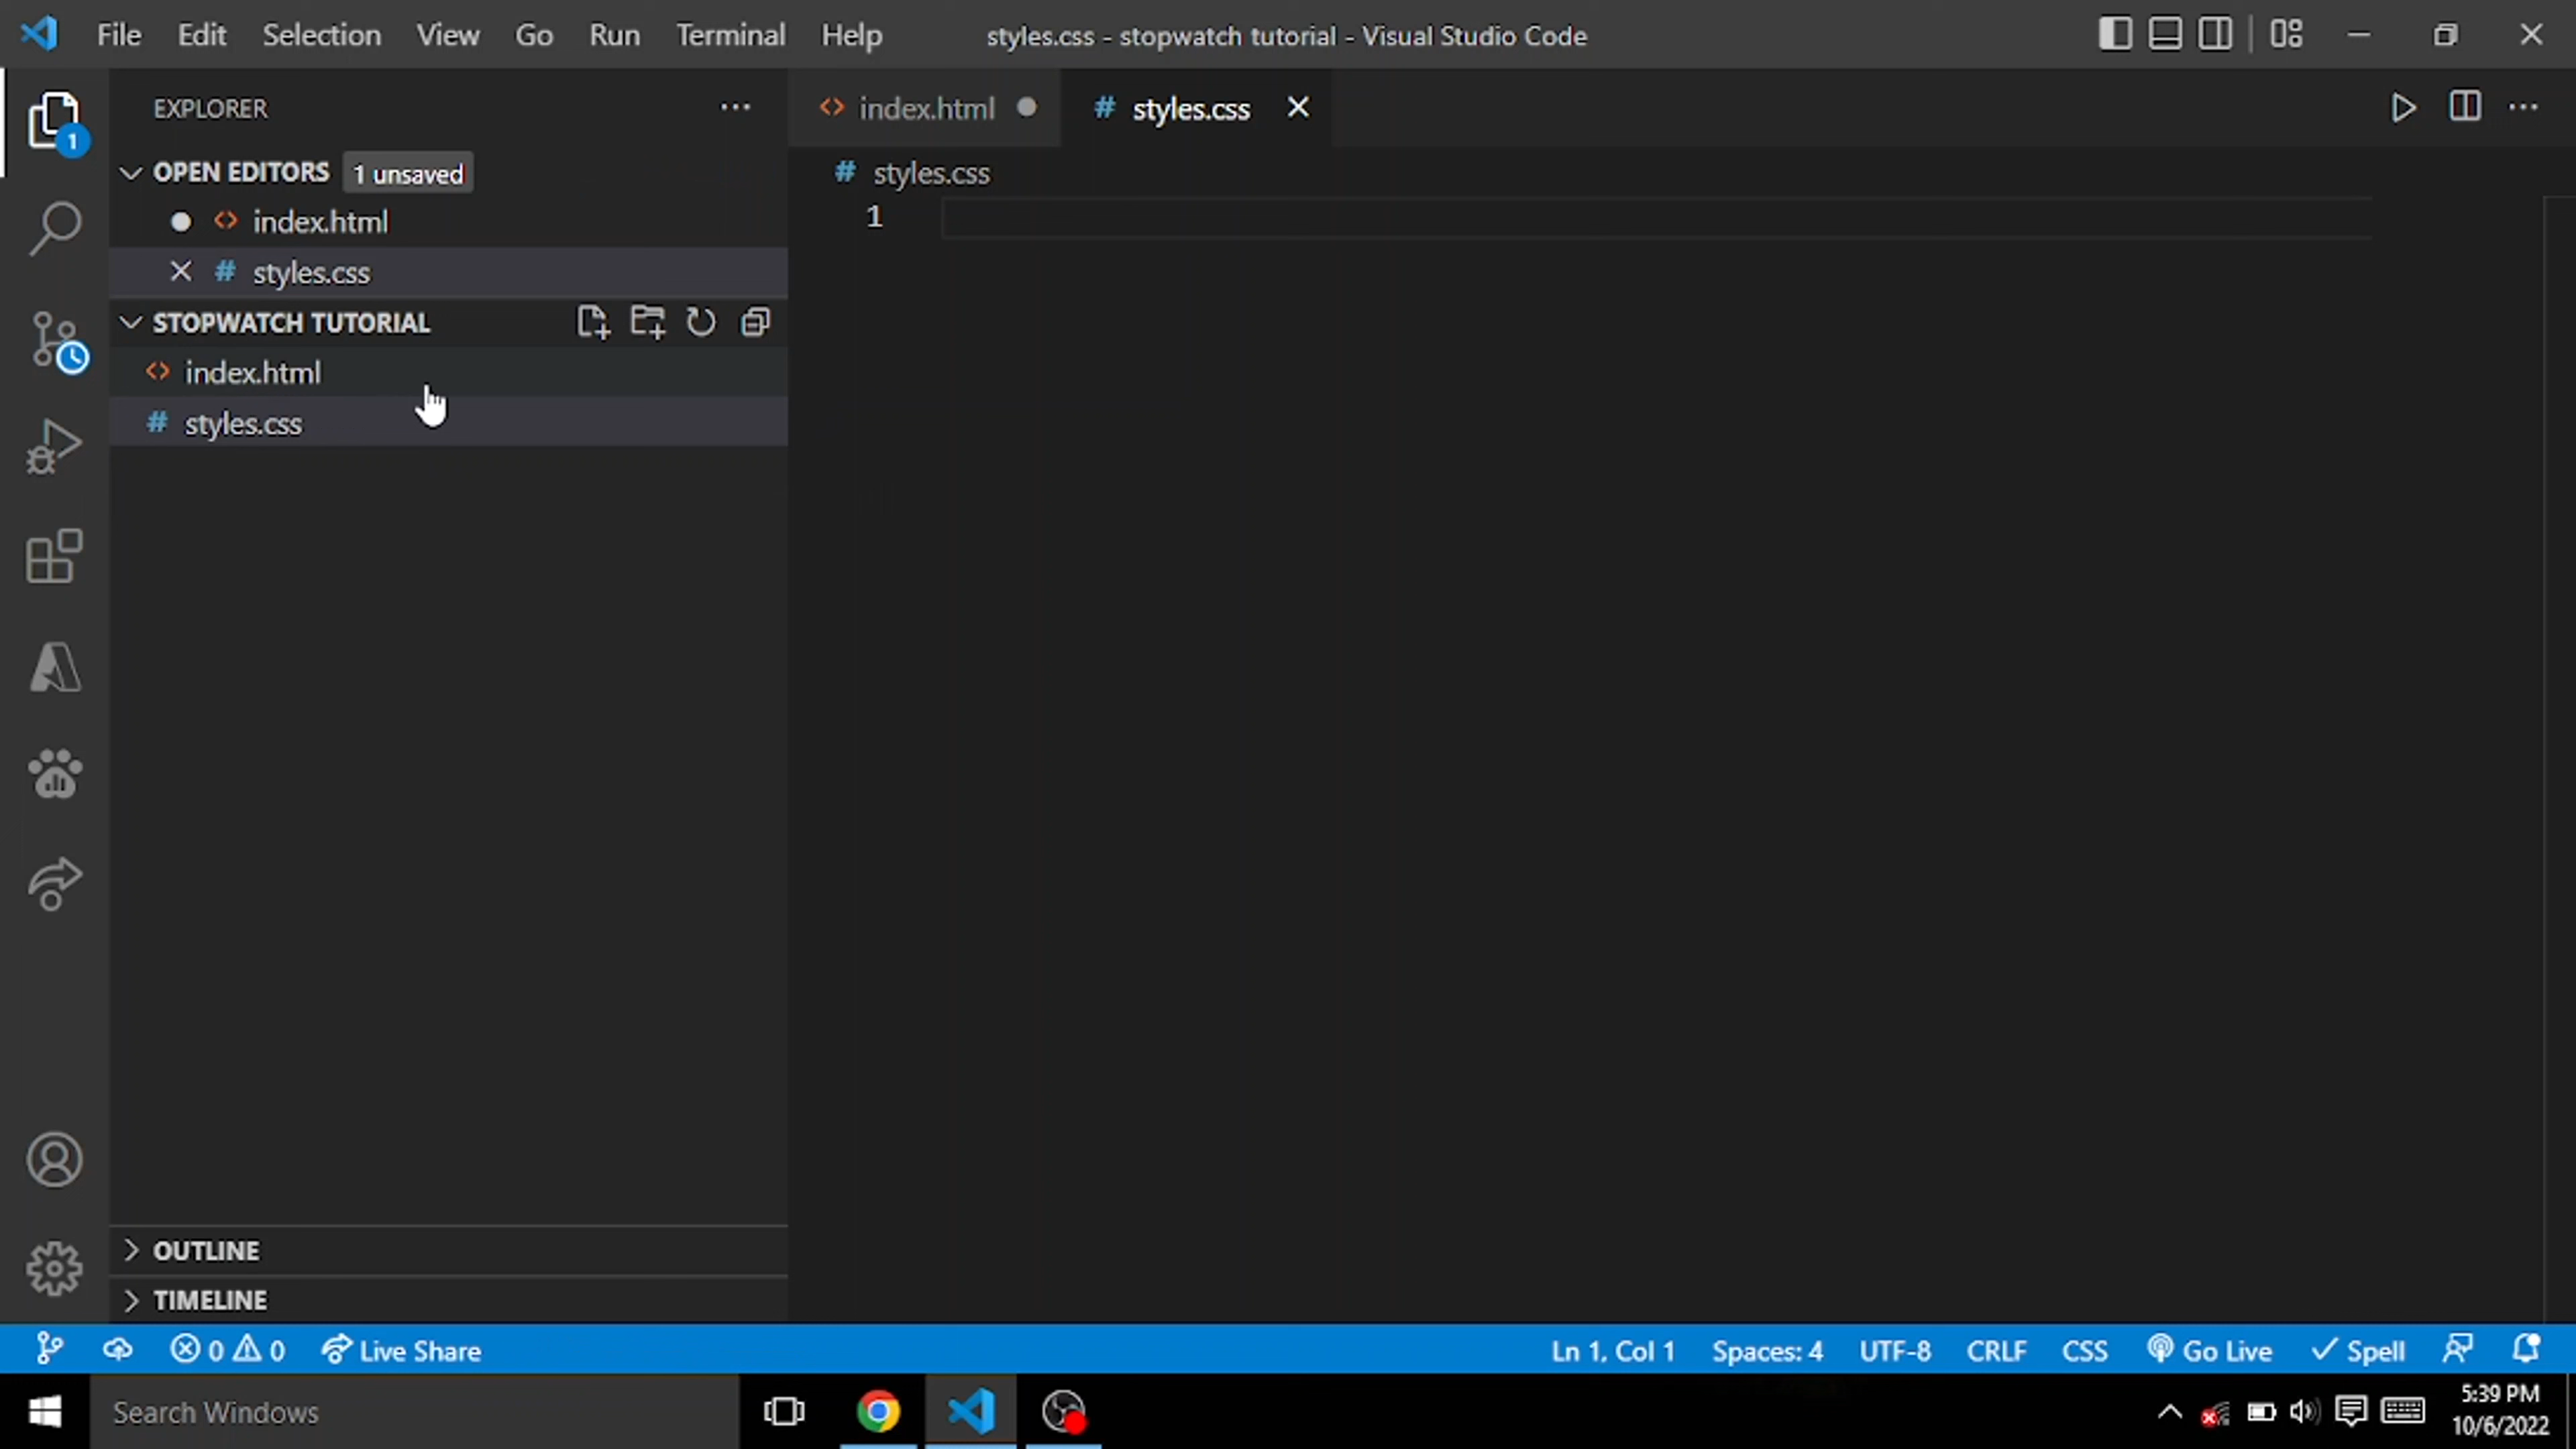 File Edit Selection View Go Run Terminal Help styles.css - stopwatch tutorial - Visual Studio Code
EXPLORER
index.html
styles.css
OPEN EDITORS 1 unsaved
styles.css
index.html
1
styles.css
STOPWATCH TUTORIAL
index.html
styles.css
1
OUTLINE
TIMELINE
0 0 Live Share Ln 1, Col 1 Spaces: 4 UTF-8 CRLF CSS Go Live Spell
Search Windows
5:39 PM
10/6/2022